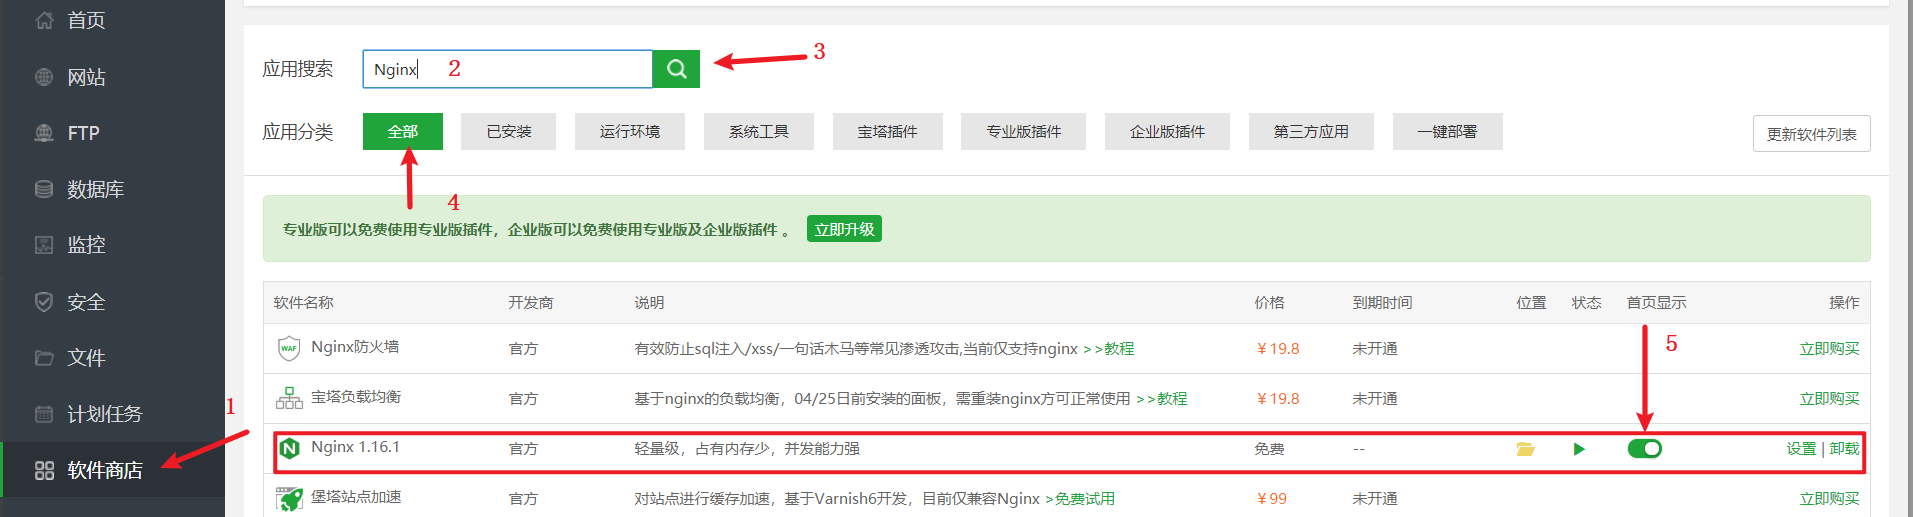 首页
网站
FTP
数据库
监控
安全
文件
计划任务
软件商店
1
应用搜索 Nginx 2 3
应用分类 全部 已安装 运行环境 系统工具 宝塔插件 专业版插件 企业版插件 第三方应用 一键部署 更新软件列表
4
专业版可以免费使用专业版插件，企业版可以免费使用专业版及企业版插件 。 立即升级
软件名称 开发商 说明 价格 到期时间 位置 状态 首页显示 操作
5
Nginx防火墙 官方 有效防止sql注入/xss/一句话木马等常见渗透攻击,当前仅支持nginx >>教程 ¥19.8 未开通 立即购买
宝塔负载均衡 官方 基于nginx的负载均衡，04/25日前安装的面板，需重装nginx方可正常使用 >>教程 ¥19.8 未开通 立即购买
Nginx 1.16.1 官方 轻量级，占有内存少，并发能力强 免费 -- 设置 | 卸载
堡塔站点加速 官方 对站点进行缓存加速，基于Varnish6开发，目前仅兼容Nginx >免费试用 ¥99 未开通 立即购买